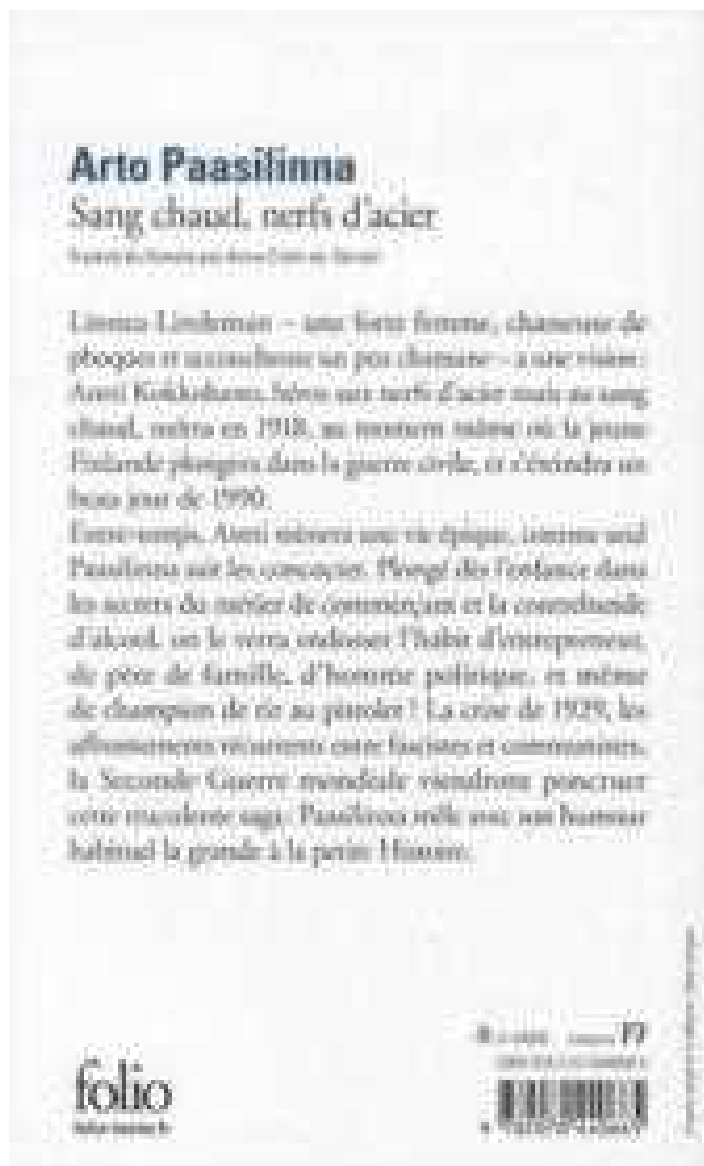 Arto Paasilinna
Sang chaud, nerfs d'acier
Linnea Lindeman – une forte femme, chasseuse de
phoques et accoucheuse un peu chamane – a une vision :
Antti Kokkoluoto, héros aux nerfs d'acier mais au sang
chaud, naîtra en 1918, au moment même où la jeune
Finlande plongera dans la guerre civile, et s'éteindra un
beau jour de 1990.
Entre-temps, Antti mènera une vie épique, comme seul
Paasilinna sait les concocter. Plongé dès l'enfance dans
les secrets du métier de commerçant et la contrebande
d'alcool, on le verra endosser l'habit d'entrepreneur,
de père de famille, d'homme politique, et même
de champion de tir au pistolet ! La crise de 1929, les
affrontements récurrents entre fascistes et communistes,
la Seconde Guerre mondiale viendront ponctuer
cette truculente saga. Paasilinna mêle avec son humour
habituel la grande à la petite Histoire.
folio
F7